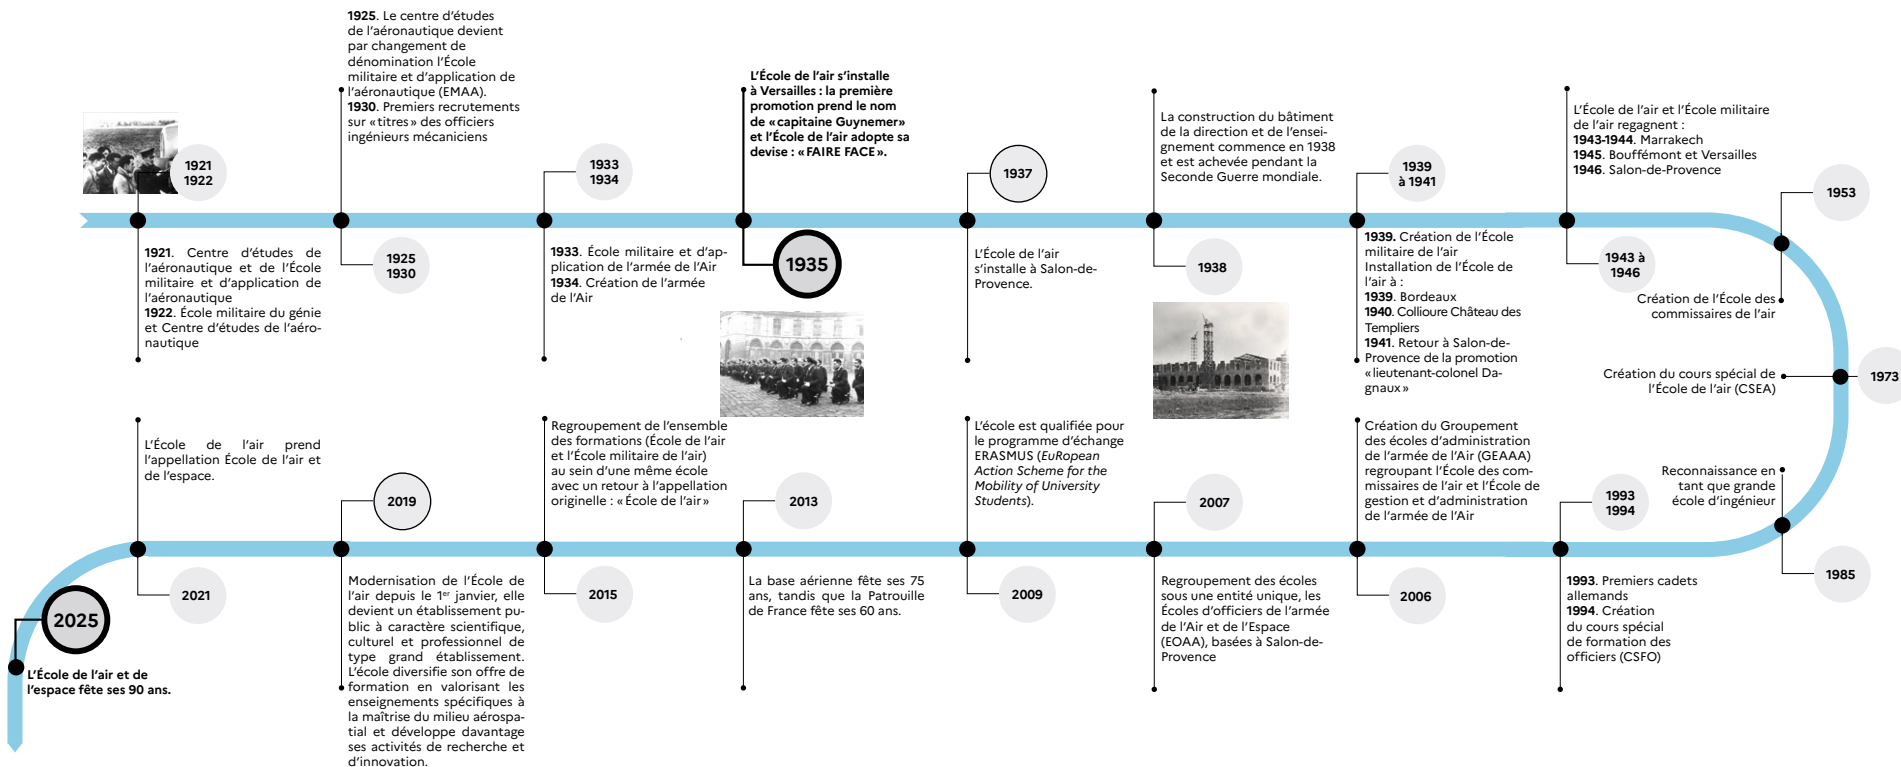 1921
1922
1921. Centre d'études de
l'aéronautique et de l'École
militaire et d'application de
l'aéronautique
1922. École militaire du génie
et Centre d'études de l'aéro-
nautique
1925. Le centre d'études
de l'aéronautique devient
par changement de
dénomination l'École
militaire et d'application de
l'aéronautique (EMAA).
1930. Premiers recrutements
sur «titres» des officiers
ingénieurs mécaniciens
1925
1930
1933
1934
1933. École militaire et d'ap-
plication de l'armée de l'Air
1934. Création de l'armée
de l'Air
L'École de l'air s'installe
à Versailles : la première
promotion prend le nom
de «capitaine Guynemer»
et l'École de l'air adopte sa
devise : «FAIRE FACE».
1935
1937
L'École de l'air
s'installe à Salon-de-
Provence.
La construction du bâtiment
de la direction et de l'ensei-
gnement commence en 1938
et est achevée pendant la
Seconde Guerre mondiale.
1938
1939
à 1941
1939. Création de l'École
militaire de l'air
Installation de l'École de
l'air à :
1939. Bordeaux
1940. Collioure Château des
Templiers
1941. Retour à Salon-de-
Provence de la promotion
«lieutenant-colonel Da-
gnaux»
L'École de l'air et l'École militaire
de l'air regagnent :
1943-1944. Marrakech
1945. Bouffémont et Versailles
1946. Salon-de-Provence
1943 à
1946
1953
Création de l'École des
commissaires de l'air
Création du cours spécial de
l'École de l'air (CSEA)
1973
Reconnaissance en
tant que grande
école d'ingénieur
1985
1993
1994
1993. Premiers cadets
allemands
1994. Création
du cours spécial
de formation des
officiers (CSFO)
Création du Groupement
des écoles d'administration
de l'armée de l'Air (GEAAA)
regroupant l'École des com-
missaires de l'air et l'École de
gestion et d'administration
de l'armée de l'Air
2006
2007
Regroupement des écoles
sous une entité unique, les
Écoles d'officiers de l'armée
de l'Air et de l'Espace
(EOAA), basées à Salon-de-
Provence
L'école est qualifiée pour
le programme d'échange
ERASMUS (EuRopean
Action Scheme for the
Mobility of University
Students).
2009
2013
La base aérienne fête ses 75
ans, tandis que la Patrouille
de France fête ses 60 ans.
Regroupement de l'ensemble
des formations (École de l'air
et l'École militaire de l'air)
au sein d'une même école
avec un retour à l'appellation
originelle : «École de l'air»
2015
2019
Modernisation de l'École de
l'air depuis le 1er janvier, elle
devient un établissement pu-
blic à caractère scientifique,
culturel et professionnel de
type grand établissement.
L'école diversifie son offre de
formation en valorisant les
enseignements spécifiques à
la maîtrise du milieu aérospa-
tial et développe davantage
ses activités de recherche et
d'innovation.
L'École de l'air prend
l'appellation École de l'air et
de l'espace.
2021
2025
L'École de l'air et de
l'espace fête ses 90 ans.